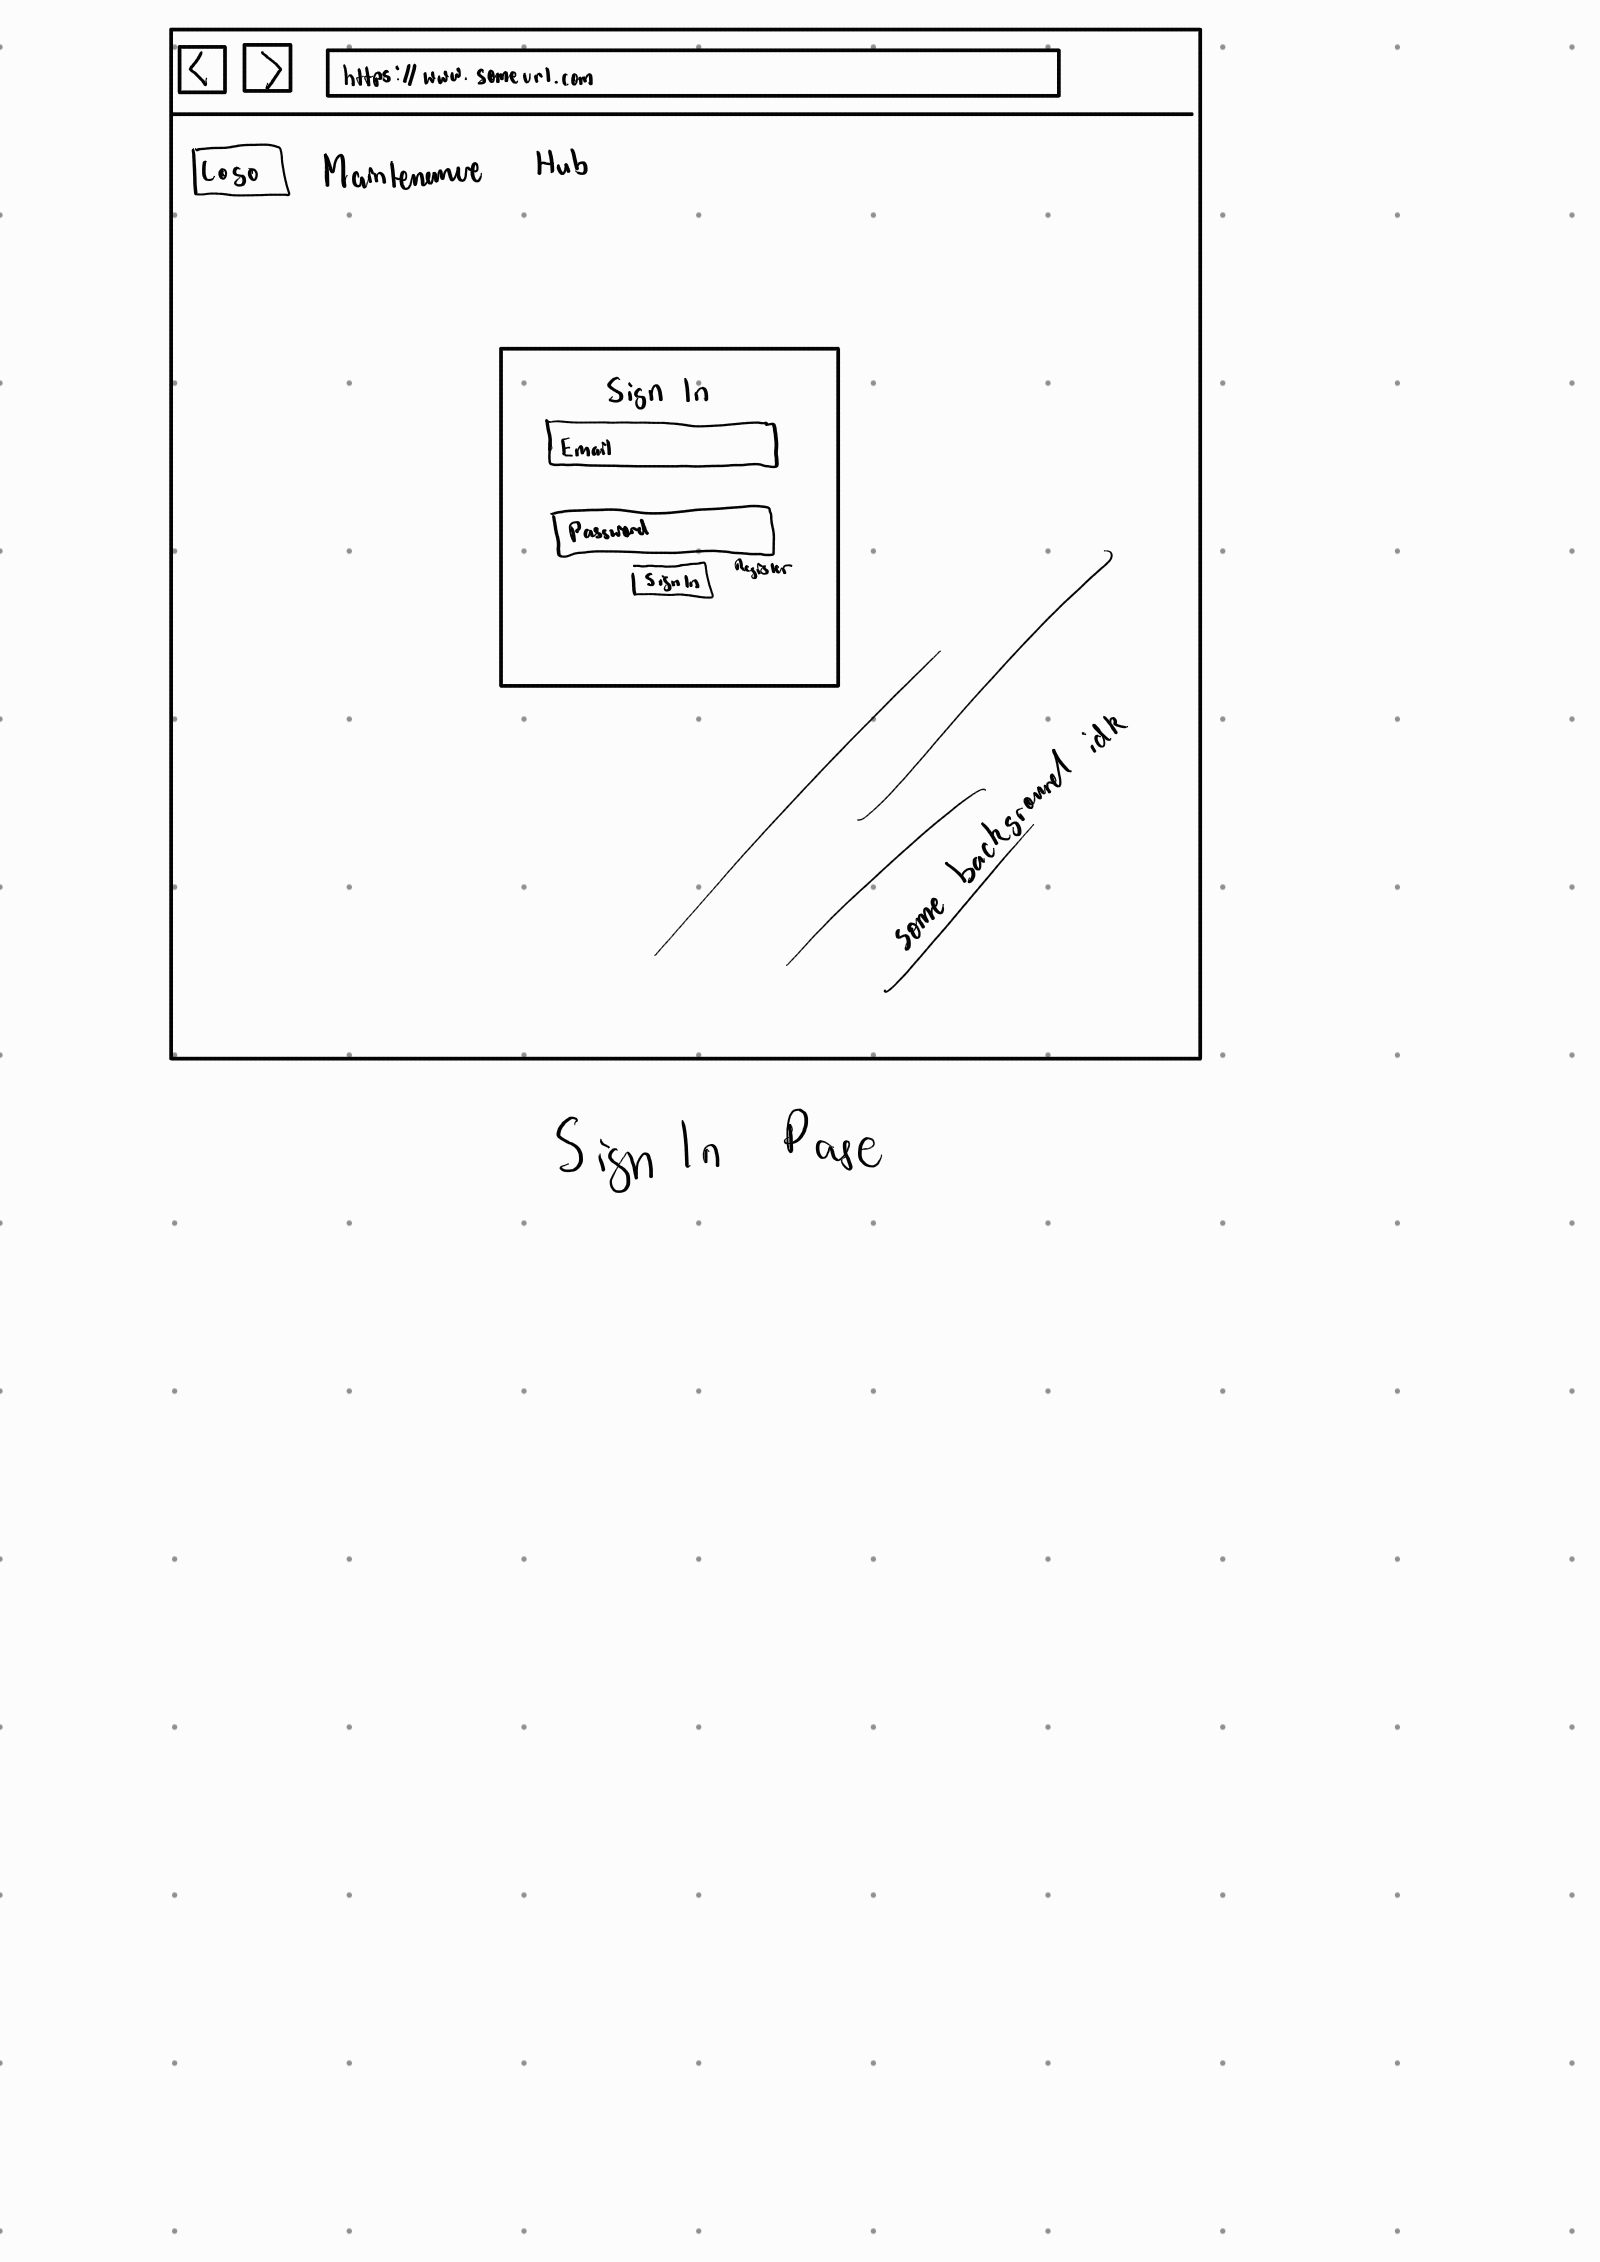 https://www.someurl.com
Logo Maintenance Hub
Sign In
Email
Password
Sign In Register
some background idk
Sign In Page